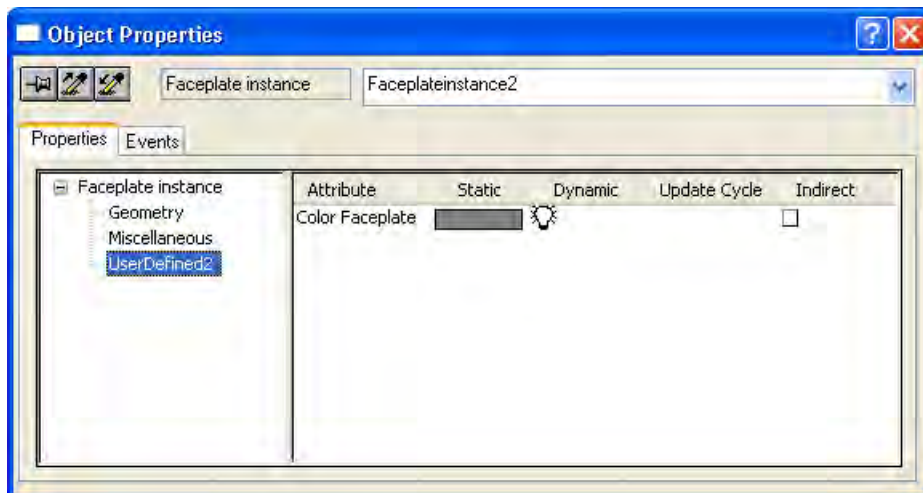 Object Properties
Faceplate instance Faceplateinstance2
Properties Events
Faceplate instance
Geometry
Miscellaneous
UserDefined2
Attribute Static Dynamic Update Cycle Indirect
Color Faceplate